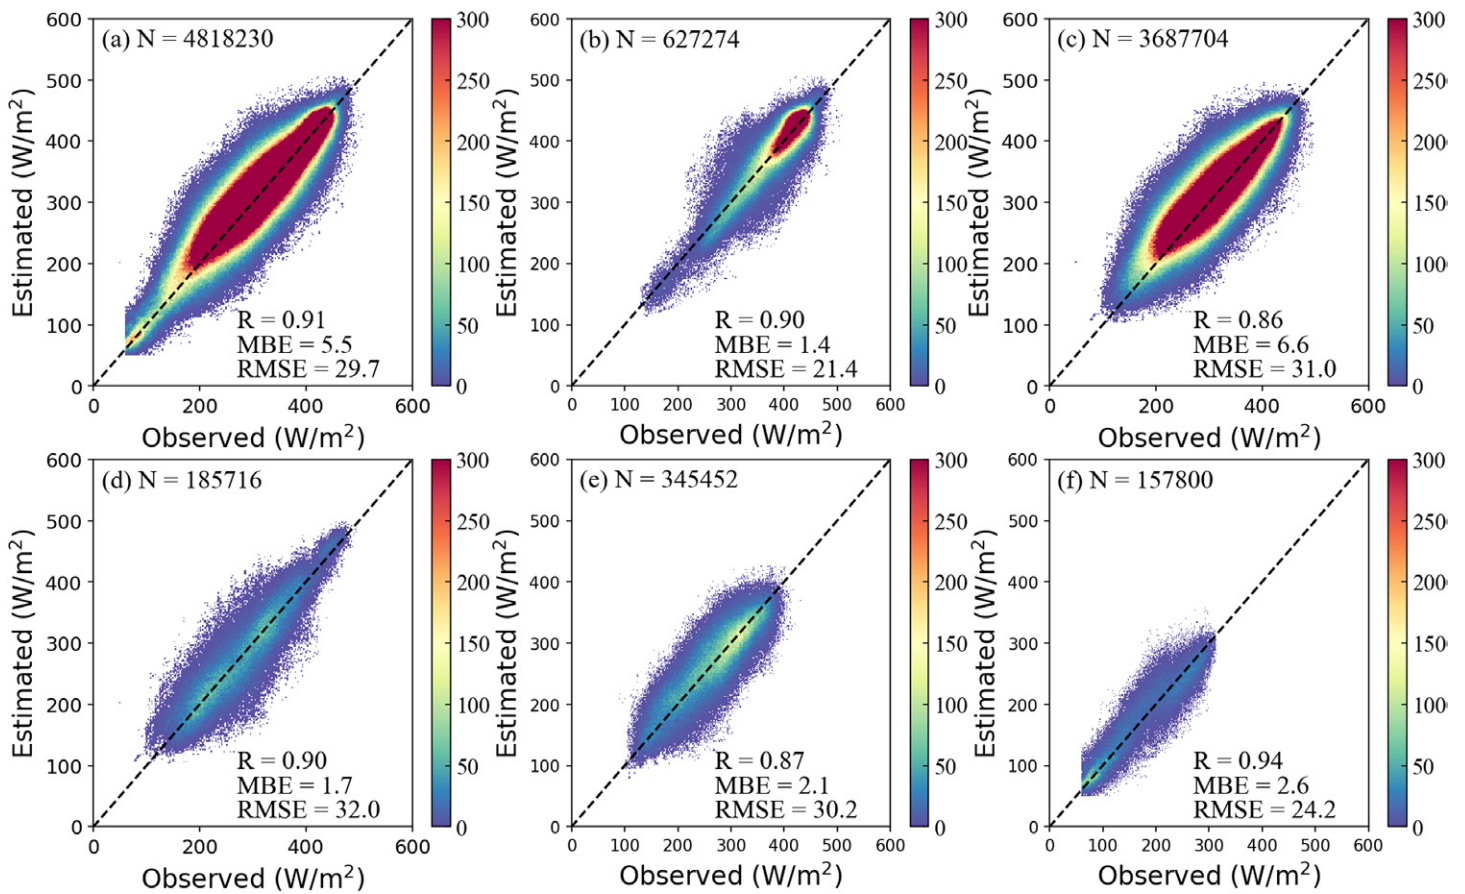 (a) N = 4818230
R = 0.91
MBE = 5.5
RMSE = 29.7
Estimated (W/m²)
Observed (W/m²)
0 100 200 300 400 500 600
0 200 400 600
0 50 100 150 200 250 300
(b) N = 627274
R = 0.90
MBE = 1.4
RMSE = 21.4
Estimated (W/m²)
Observed (W/m²)
0 100 200 300 400 500 600
0 100 200 300 400 500 600
0 50 100 150 200 250 300
(c) N = 3687704
R = 0.86
MBE = 6.6
RMSE = 31.0
Estimated (W/m²)
Observed (W/m²)
0 100 200 300 400 500 600
0 200 400 600
0 50 100 150 200 250 300
(d) N = 185716
R = 0.90
MBE = 1.7
RMSE = 32.0
Estimated (W/m²)
Observed (W/m²)
0 100 200 300 400 500 600
0 200 400 600
0 50 100 150 200 250 300
(e) N = 345452
R = 0.87
MBE = 2.1
RMSE = 30.2
Estimated (W/m²)
Observed (W/m²)
0 100 200 300 400 500 600
0 100 200 300 400 500 600
0 50 100 150 200 250 300
(f) N = 157800
R = 0.94
MBE = 2.6
RMSE = 24.2
Estimated (W/m²)
Observed (W/m²)
0 100 200 300 400 500 600
0 100 200 300 400 500 600
0 50 100 150 200 250 300